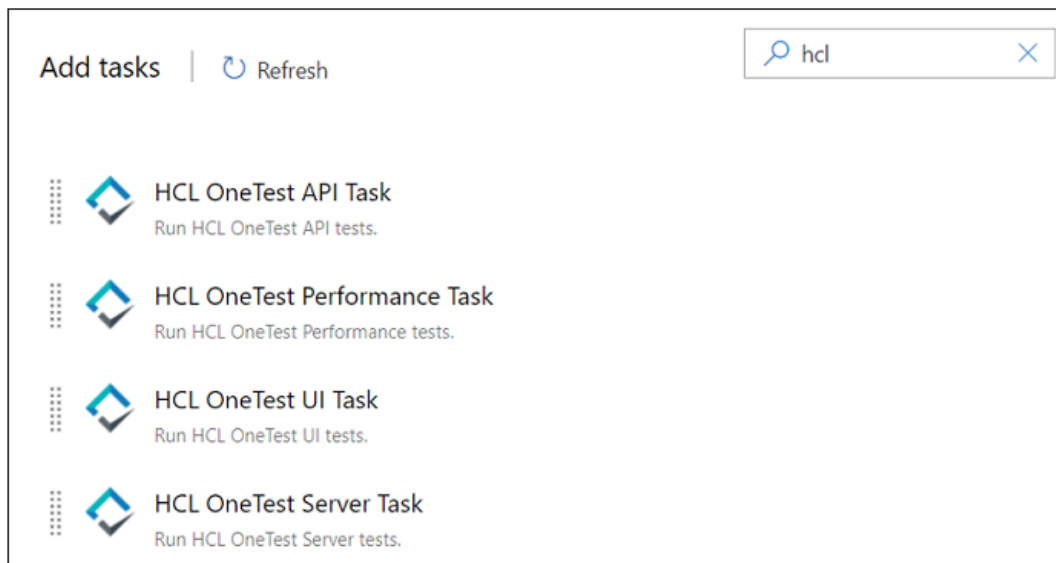 Add tasks
Refresh
hcl
HCL OneTest API Task
Run HCL OneTest API tests.
HCL OneTest Performance Task
Run HCL OneTest Performance tests.
HCL OneTest UI Task
Run HCL OneTest UI tests.
HCL OneTest Server Task
Run HCL OneTest Server tests.